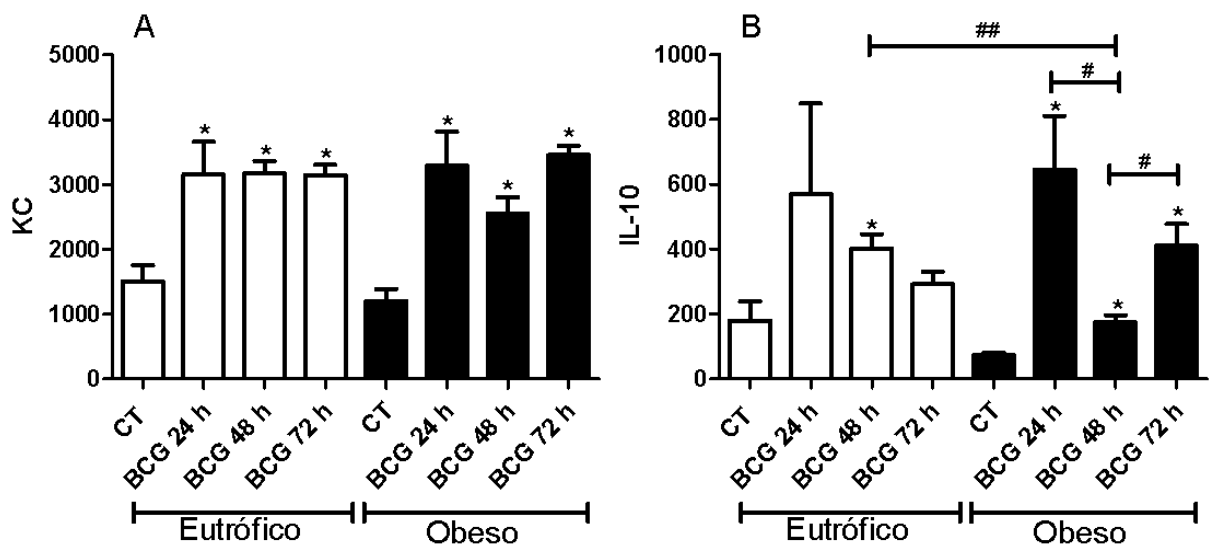 A
5000
4000
3000
2000
1000
0
KC
*
*
*
*
*
*
CT
BCG 24 h
BCG 48 h
BCG 72 h
CT
BCG 24 h
BCG 48 h
BCG 72 h
Eutrófico
Obeso
B
##
#
#
1000
800
600
400
200
0
IL-10
*
*
*
*
CT
BCG 24 h
BCG 48 h
BCG 72 h
CT
BCG 24 h
BCG 48 h
BCG 72 h
Eutrófico
Obeso